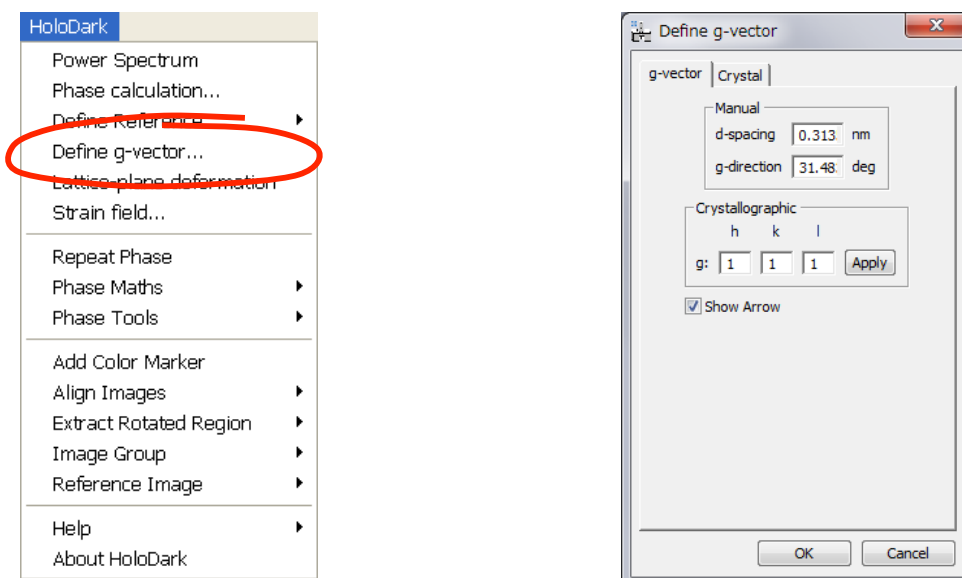 HoloDark
Power Spectrum
Phase calculation...
Define Reference
Define g-vector...
Lattice-plane deformation
Strain field...
Repeat Phase
Phase Maths
Phase Tools
Add Color Marker
Align Images
Extract Rotated Region
Image Group
Reference Image
Help
About HoloDark
Define g-vector
g-vector Crystal
Manual
d-spacing 0.313 nm
g-direction 31.48 deg
Crystallographic
h k l
g: 1 1 1 Apply
Show Arrow
OK Cancel